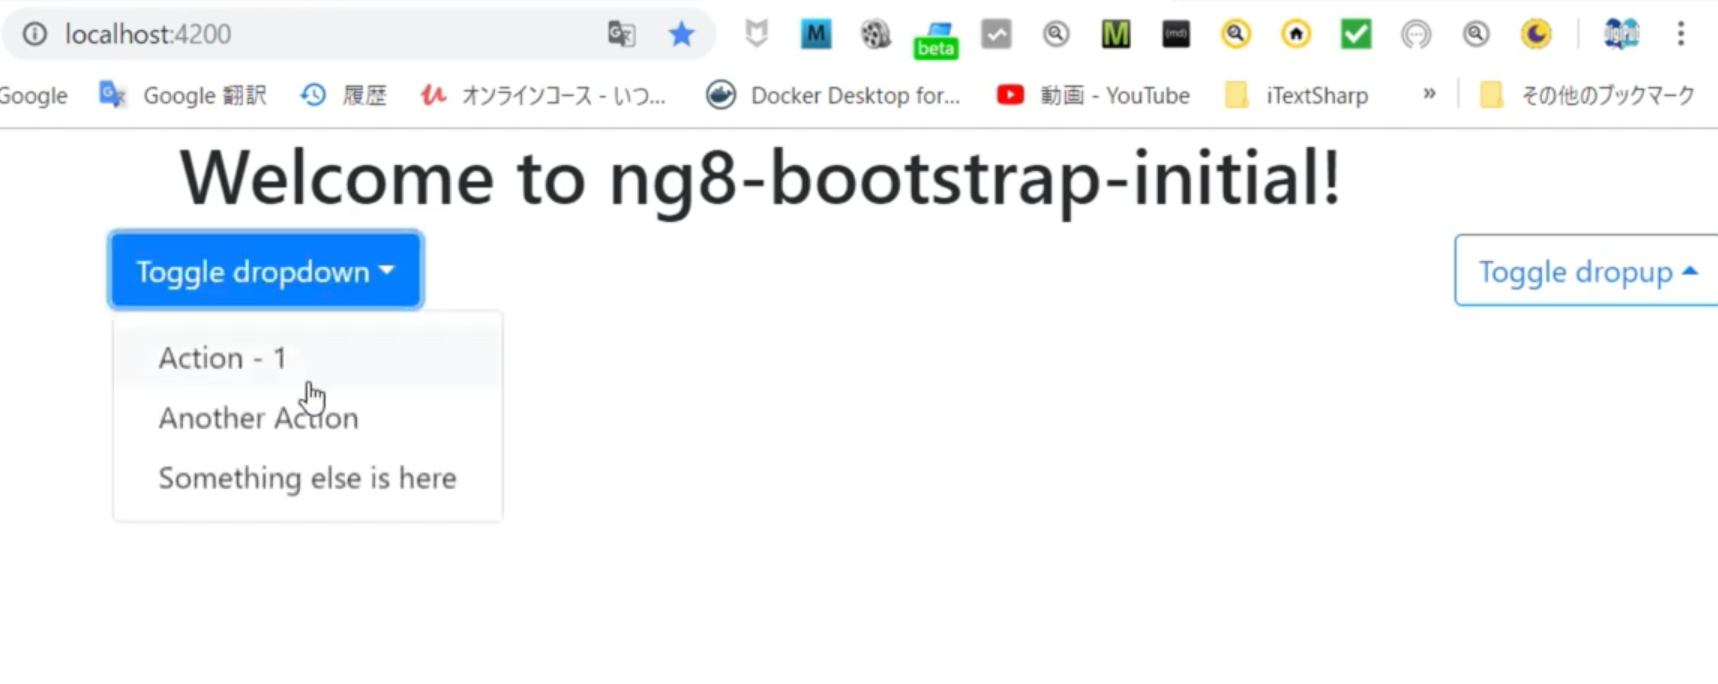 localhost:4200
beta
Google
Google 翻訳
履歴
オンラインコース - いつ...
Docker Desktop for...
動画 - YouTube
iTextSharp
»
その他のブックマーク
Welcome to ng8-bootstrap-initial!
Toggle dropdown
Toggle dropup
Action - 1
Another Action
Something else is here